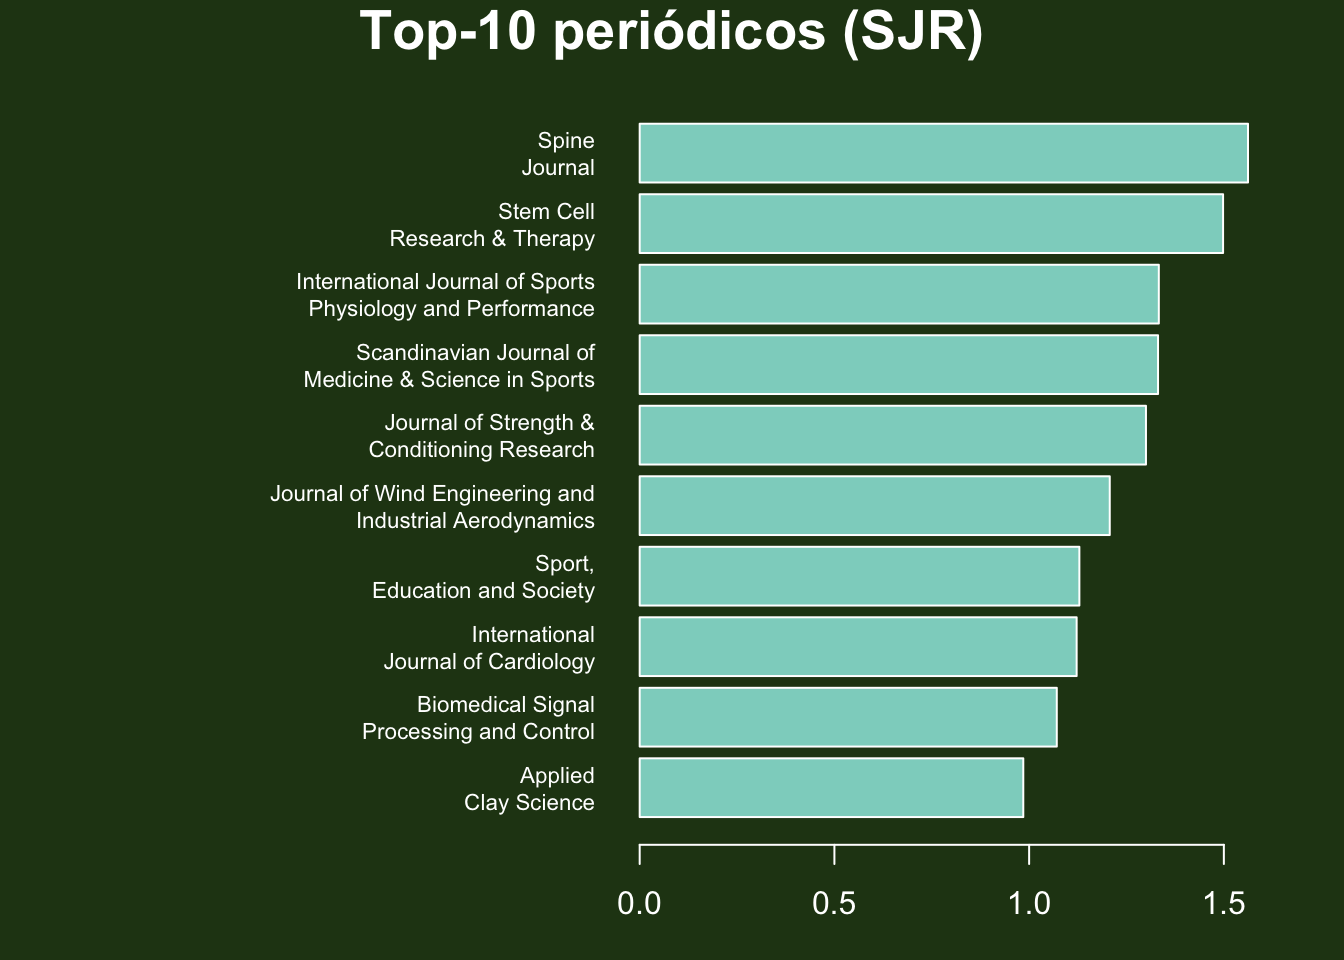 Top-10 periódicos (SJR)
Spine
Journal
Stem Cell
Research & Therapy
International Journal of Sports
Physiology and Performance
Scandinavian Journal of
Medicine & Science in Sports
Journal of Strength &
Conditioning Research
Journal of Wind Engineering and
Industrial Aerodynamics
Sport,
Education and Society
International
Journal of Cardiology
Biomedical Signal
Processing and Control
Applied
Clay Science
0.0 0.5 1.0 1.5